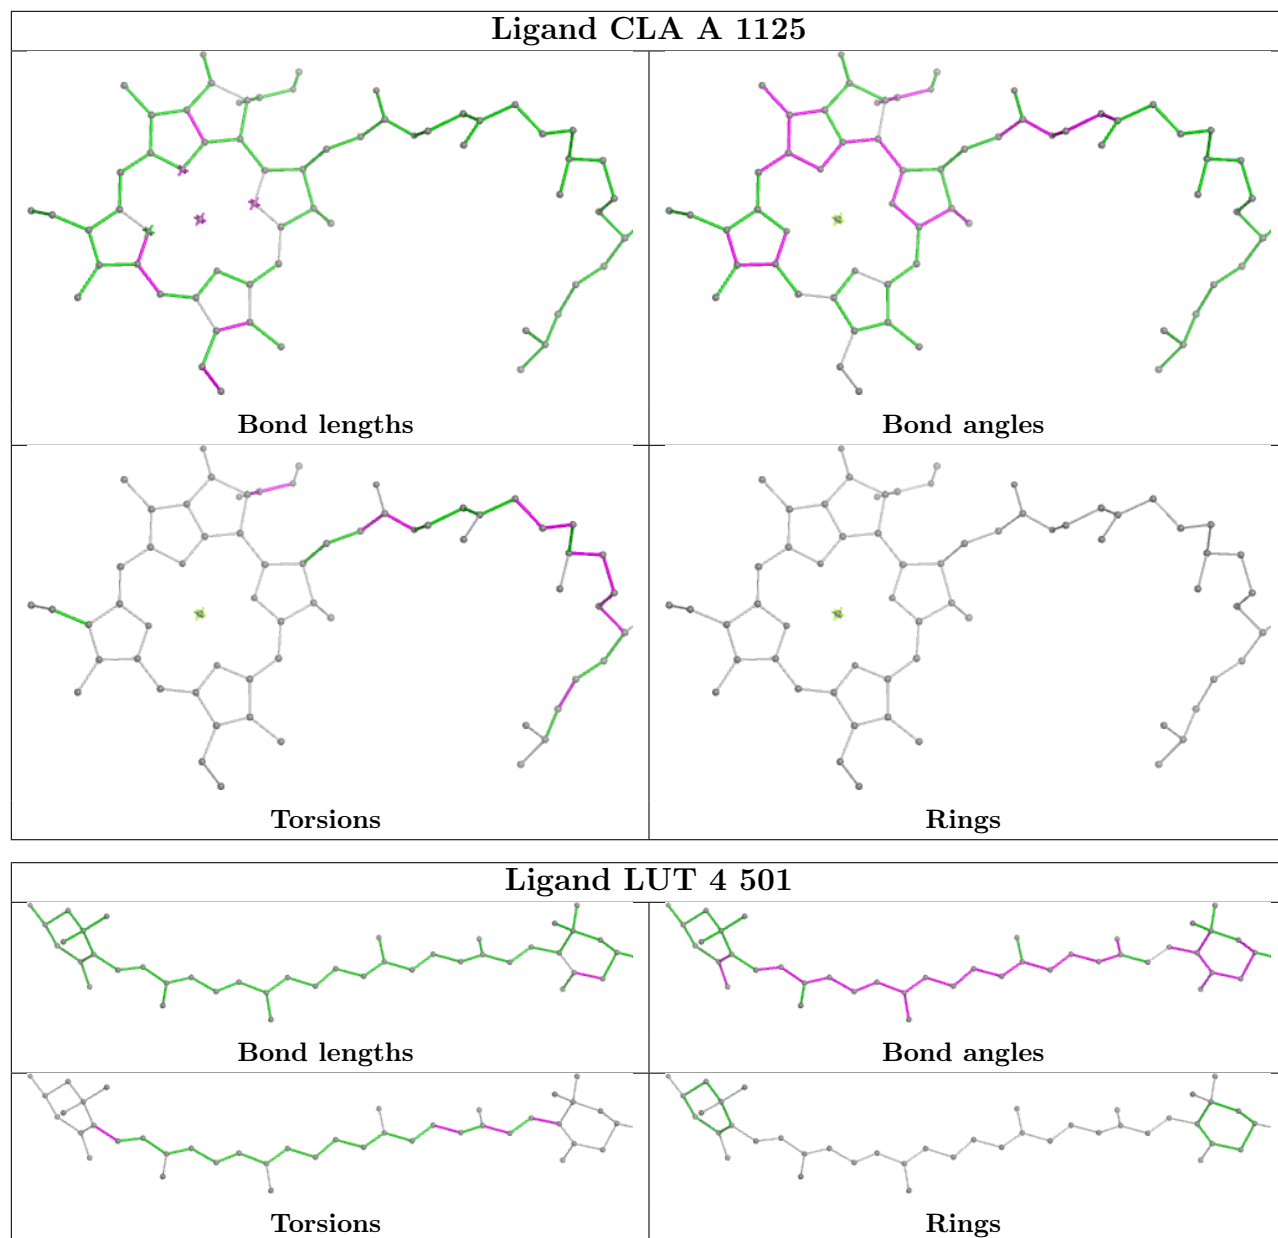 Ligand CLA A 1125
Bond lengths
Bond angles
Torsions
Rings
Ligand LUT 4 501
Bond lengths
Bond angles
Torsions
Rings